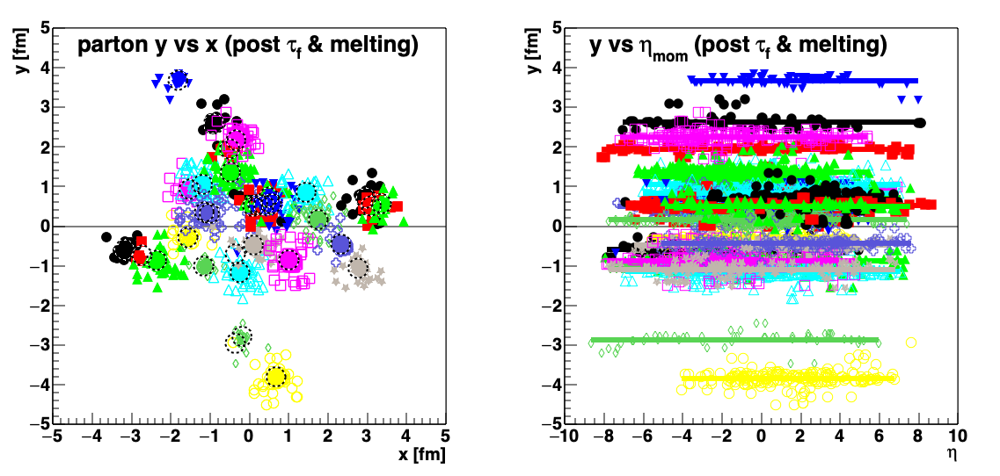 parton y vs x (post τf & melting)
y [fm]
5
4
3
2
1
0
−1
−2
−3
−4
−5
−5 −4 −3 −2 −1 0 1 2 3 4 5
x [fm]
y vs ηmom (post τf & melting)
y [fm]
5
4
3
2
1
0
−1
−2
−3
−4
−5
−10 −8 −6 −4 −2 0 2 4 6 8 10
η